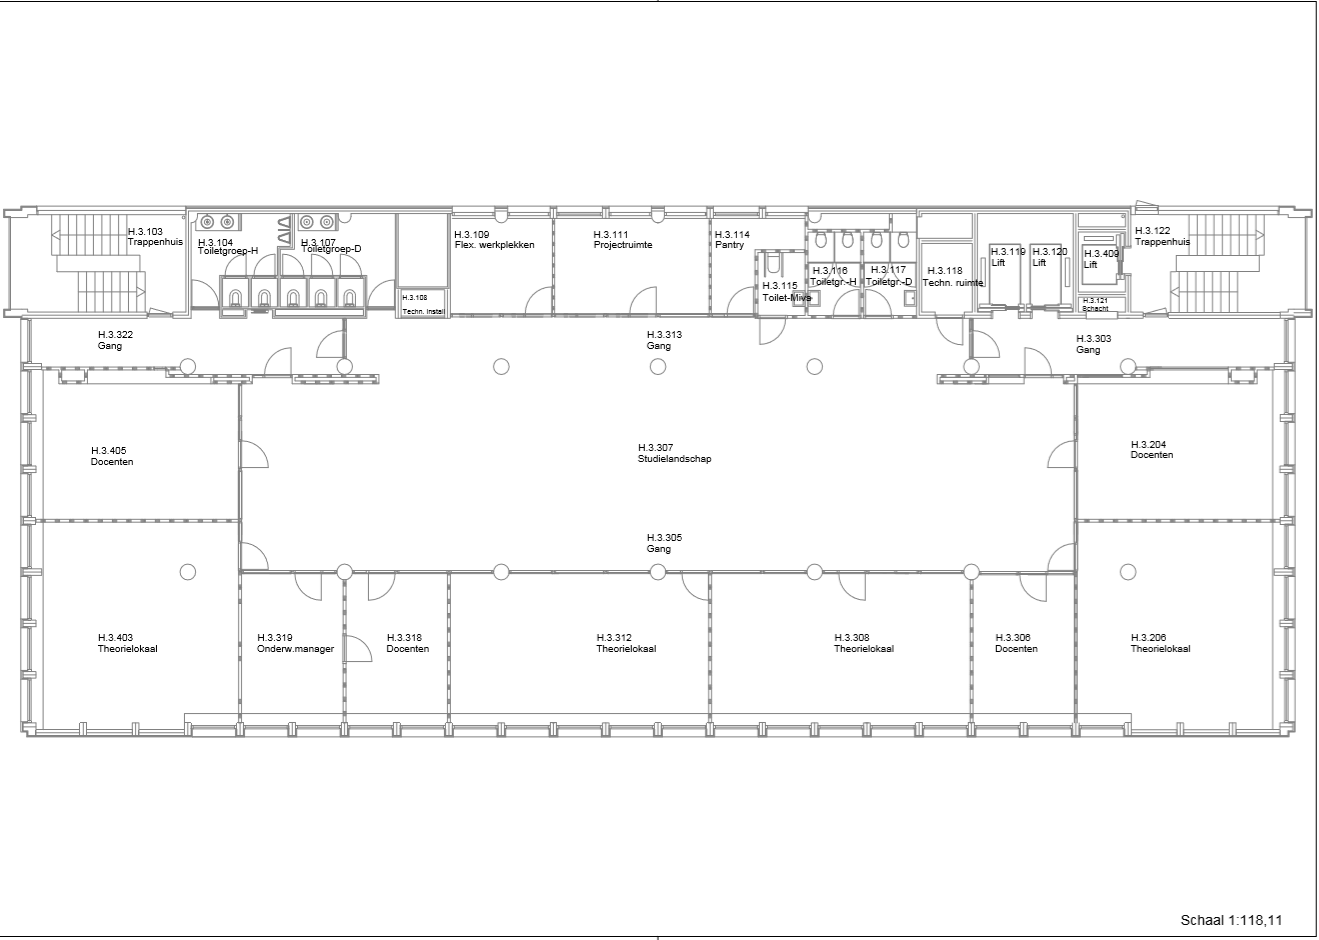 H.3.103
Trappenhuis
H.3.104
Toiletgroep-H
H.3.107
Toiletgroep-D
H.3.108
Techn. install
H.3.109
Flex. werkplekken
H.3.111
Projectruimte
H.3.114
Pantry
H.3.115
Toilet-Miva
H.3.116
Toiletgr.-H
H.3.117
Toiletgr.-D
H.3.118
Techn. ruimte
H.3.119
Lift
H.3.120
Lift
H.3.409
Lift
H.3.121
Schacht
H.3.122
Trappenhuis
H.3.322
Gang
H.3.313
Gang
H.3.303
Gang
H.3.405
Docenten
H.3.307
Studielandschap
H.3.204
Docenten
H.3.305
Gang
H.3.403
Theorielokaal
H.3.319
Onderw.manager
H.3.318
Docenten
H.3.312
Theorielokaal
H.3.308
Theorielokaal
H.3.306
Docenten
H.3.206
Theorielokaal
Schaal 1:118,11